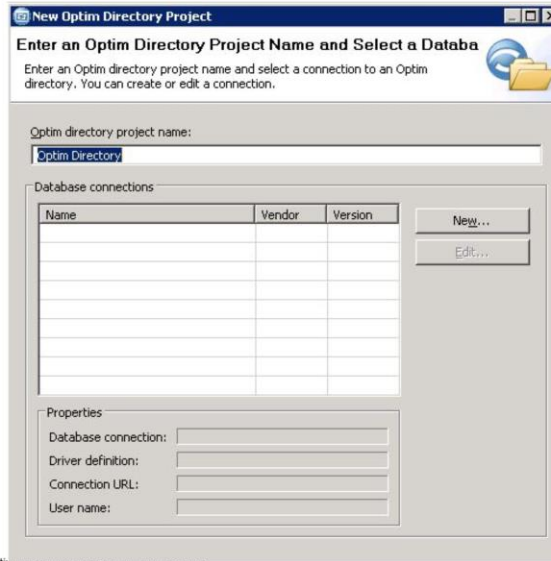 New Optim Directory Project
Enter an Optim Directory Project Name and Select a Databa
Enter an Optim directory project name and select a connection to an Optim
directory. You can create or edit a connection.
Optim directory project name:
Optim Directory
Database connections
Name Vendor Version
New...
Edit...
Properties
Database connection:
Driver definition:
Connection URL:
User name: